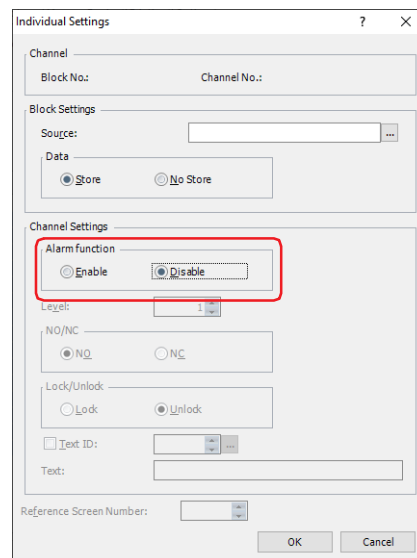 Individual Settings ? ×
Channel
Block No.: Channel No.:
Block Settings
Source: ...
Data
Store No Store
Channel Settings
Alarm function
Enable Disable
Level: 1
NO/NC
NO NC
Lock/Unlock
Lock Unlock
Text ID: ...
Text:
Reference Screen Number:
OK Cancel